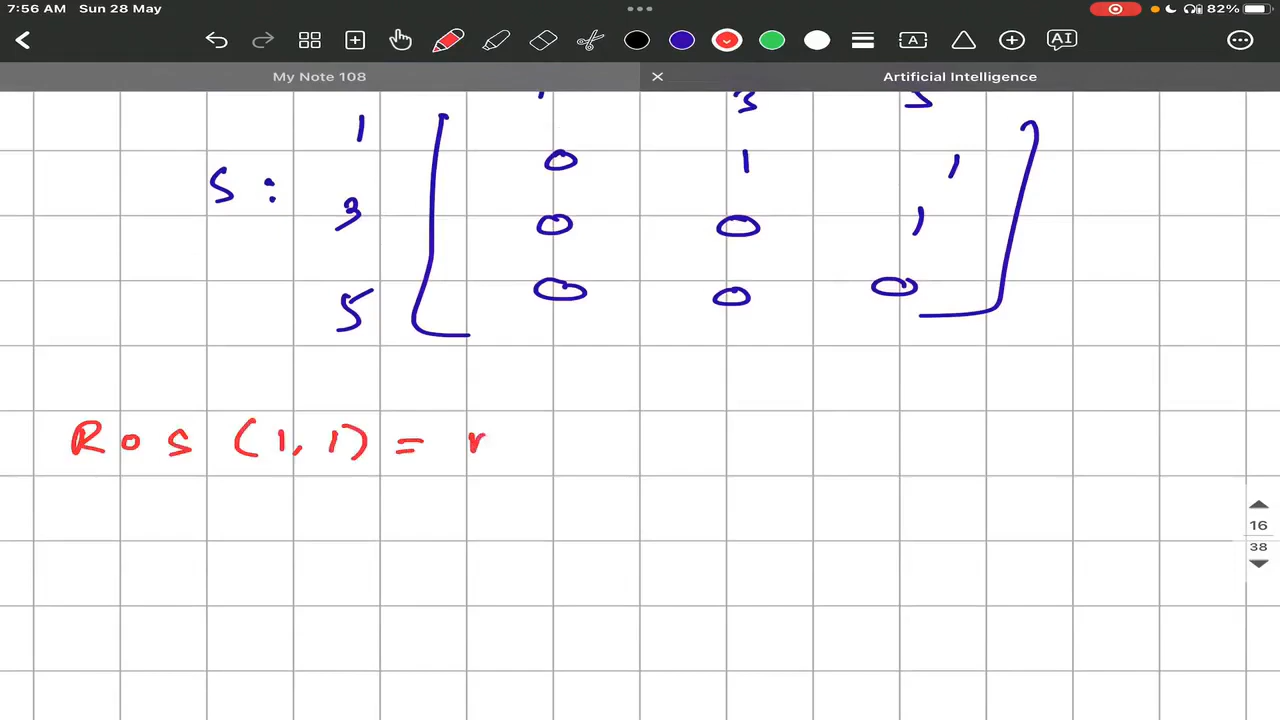 7:56 AM Sun 28 May
82%
My Note 108
Artificial Intelligence
3
1
0 1 1
S :
3 0 0 1
5 0 0 0
R o S (1, 1) =
16
38